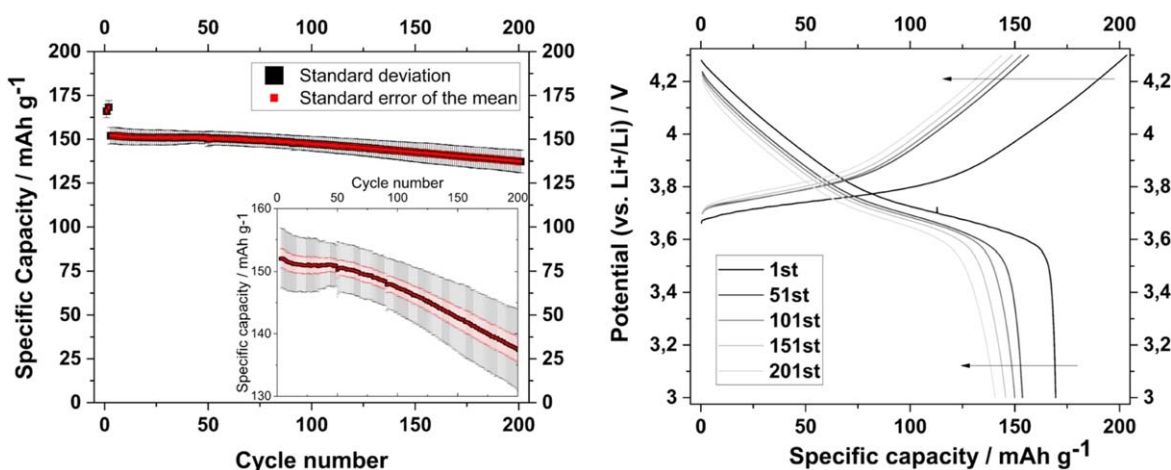 0 50 100 150 200
200 200
175 175
150 150
125 125
100 100
75 75
50 50
25 25
0 0
0 50 100 150 200
Specific Capacity / mAh g-1
Cycle number
Standard deviation
Standard error of the mean
Cycle number
0 50 100 150 200
160
150
140
130
Specific capacity / mAh g-1
0 50 100 150 200
4,2 4,2
4 4
3,8 3,8
3,6 3,6
3,4 3,4
3,2 3,2
3 3
0 50 100 150 200
Potential (vs. Li+/Li) / V
Specific capacity / mAh g-1
1st
51st
101st
151st
201st